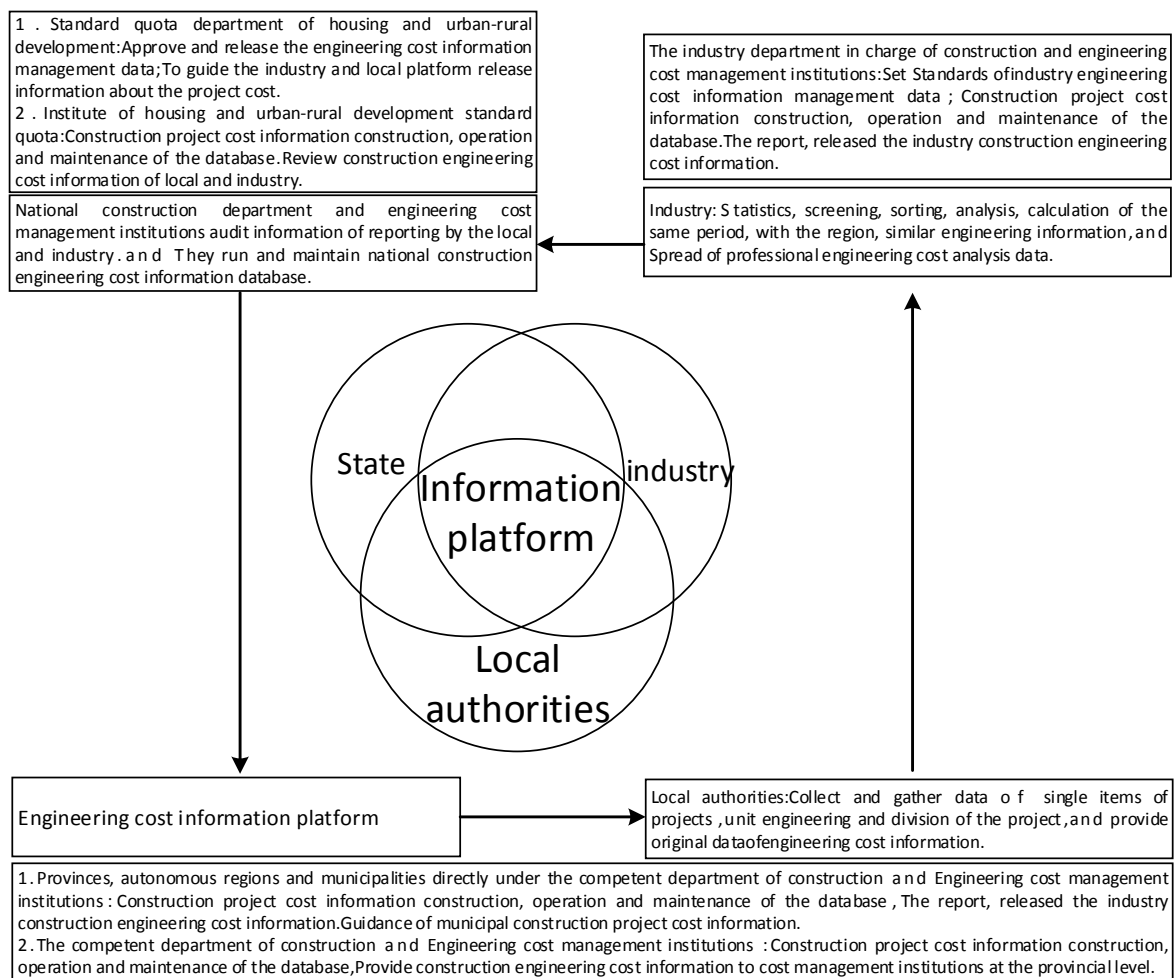 1 . Standard quota department of housing and urban-rural
development:Approve and release the engineering cost information
management data;To guide the industry and local platform release
information about the project cost.
2 . Institute of housing and urban-rural development standard
quota:Construction project cost information construction, operation
and maintenance of the database.Review construction engineering
cost information of local and industry.
National construction department and engineering cost
management institutions audit information of reporting by the local
and industry. and They run and maintain national construction
engineering cost information database.
The industry department in charge of construction and engineering
cost management institutions:Set Standards ofindustry engineering
cost information management data ; Construction project cost
information construction, operation and maintenance of the
database.The report, released the industry construction engineering
cost information.
Industry: S tatistics, screening, sorting, analysis, calculation of the
same period, with the region, similar engineering information, and
Spread of professional engineering cost analysis data.
State
industry
Information
platform
Local
authorities
Engineering cost information platform
Local authorities:Collect and gather data o f single items of
projects , unit engineering and division of the project, and provide
original dataofengineering cost information.
1. Provinces, autonomous regions and municipalities directly under the competent department of construction and Engineering cost management
institutions : Construction project cost information construction, operation and maintenance of the database , The report, released the industry
construction engineering cost information.Guidance of municipal construction project cost information.
2.The competent department of construction and Engineering cost management institutions :Construction project cost information construction,
operation and maintenance of the database,Provide construction engineering cost information to cost management institutions at the provincial level.